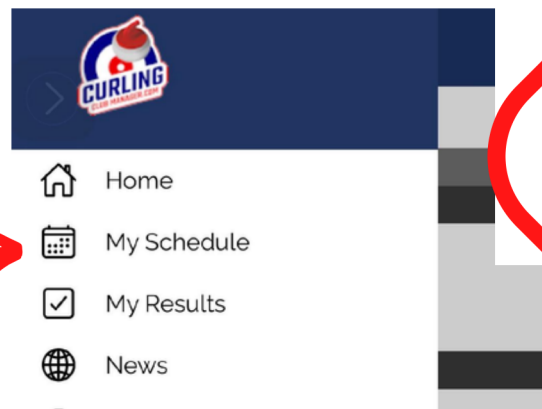 CURLING
CLUB MANAGER.COM
Home
My Schedule
My Results
News